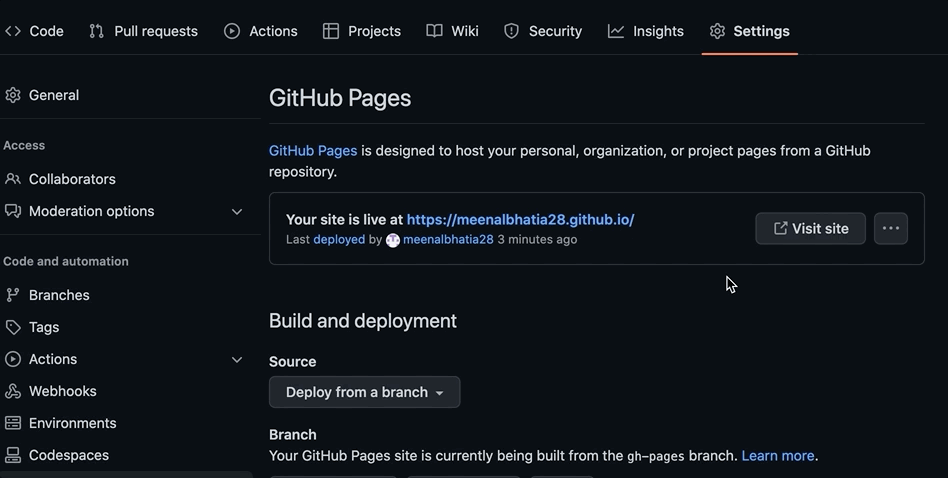 Code Pull requests Actions Projects Wiki Security Insights Settings
General
Access
Collaborators
Moderation options
Code and automation
Branches
Tags
Actions
Webhooks
Environments
Codespaces
GitHub Pages
GitHub Pages is designed to host your personal, organization, or project pages from a GitHub
repository.
Your site is live at https://meenalbhatia28.github.io/
Last deployed by meenalbhatia28 3 minutes ago
Visit site
Build and deployment
Source
Deploy from a branch
Branch
Your GitHub Pages site is currently being built from the gh-pages branch. Learn more.